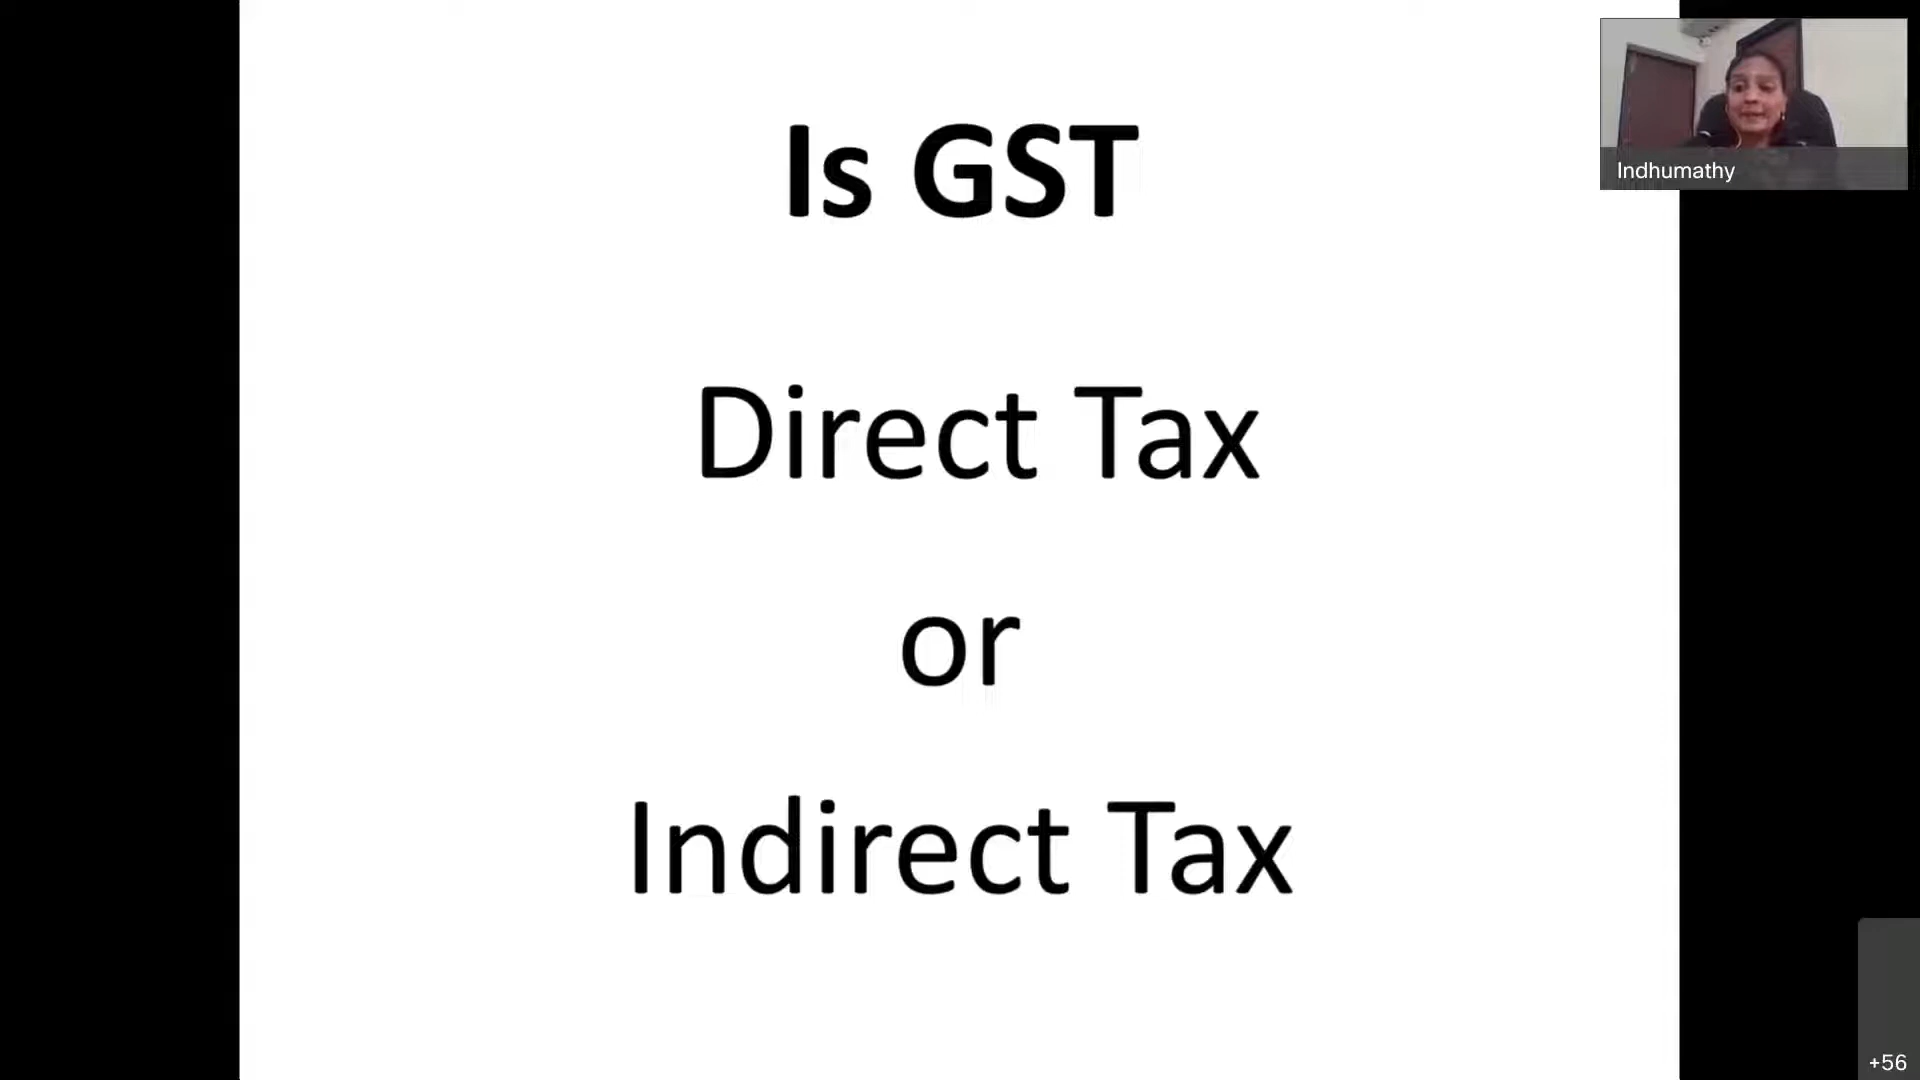 Is GST
Direct Tax
or
Indirect Tax
Indhumathy
+56